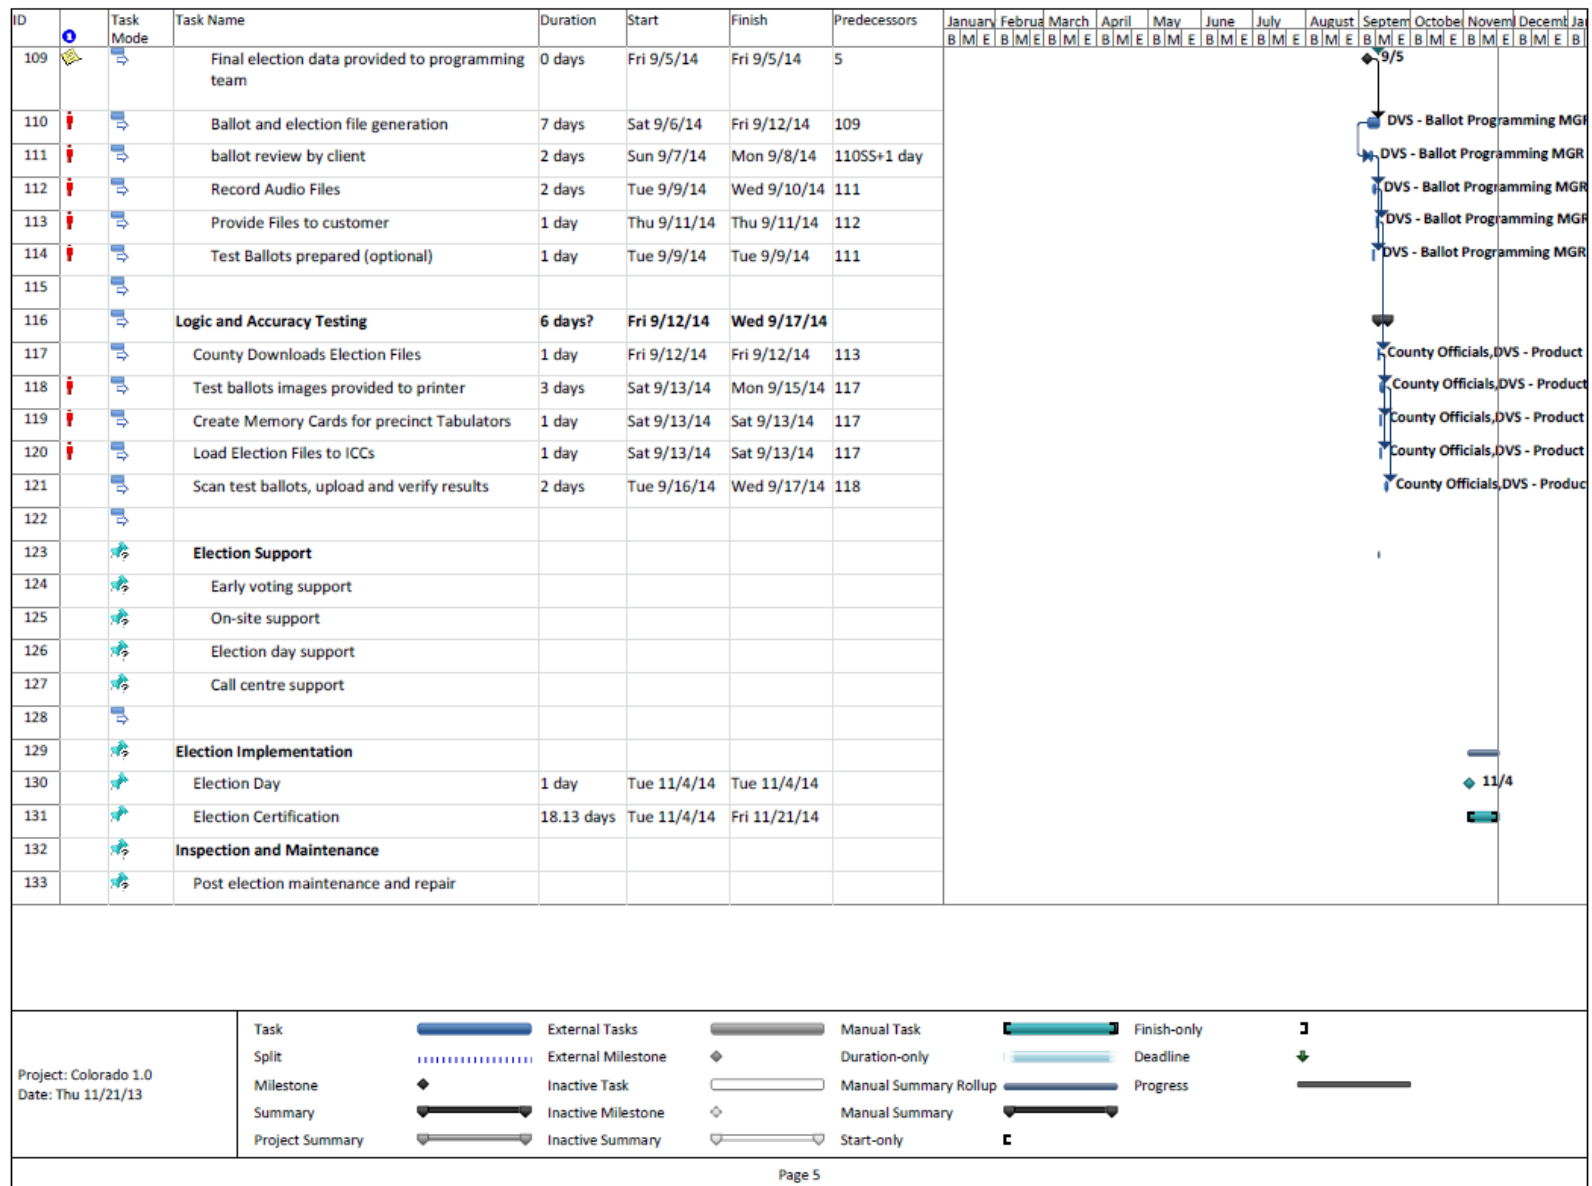 ID Task Mode Task Name Duration Start Finish Predecessors January Februa March April May June July August Septem October Novemb Decemb Ja
B M E B M E B M E B M E B M E B M E B M E B M E B M E B M E B M E B M E B
109 Final election data provided to programming team 0 days Fri 9/5/14 Fri 9/5/14 5 9/5
110 Ballot and election file generation 7 days Sat 9/6/14 Fri 9/12/14 109 DVS - Ballot Programming MGR
111 ballot review by client 2 days Sun 9/7/14 Mon 9/8/14 110SS+1 day DVS - Ballot Programming MGR
112 Record Audio Files 2 days Tue 9/9/14 Wed 9/10/14 111 DVS - Ballot Programming MGR
113 Provide Files to customer 1 day Thu 9/11/14 Thu 9/11/14 112 DVS - Ballot Programming MGR
114 Test Ballots prepared (optional) 1 day Tue 9/9/14 Tue 9/9/14 111 DVS - Ballot Programming MGR
115
116 Logic and Accuracy Testing 6 days? Fri 9/12/14 Wed 9/17/14
117 County Downloads Election Files 1 day Fri 9/12/14 Fri 9/12/14 113 County Officials,DVS - Product
118 Test ballots images provided to printer 3 days Sat 9/13/14 Mon 9/15/14 117 County Officials,DVS - Product
119 Create Memory Cards for precinct Tabulators 1 day Sat 9/13/14 Sat 9/13/14 117 County Officials,DVS - Product
120 Load Election Files to ICCs 1 day Sat 9/13/14 Sat 9/13/14 117 County Officials,DVS - Product
121 Scan test ballots, upload and verify results 2 days Tue 9/16/14 Wed 9/17/14 118 County Officials,DVS - Produc
122
123 Election Support
124 Early voting support
125 On-site support
126 Election day support
127 Call centre support
128
129 Election Implementation
130 Election Day 1 day Tue 11/4/14 Tue 11/4/14 11/4
131 Election Certification 18.13 days Tue 11/4/14 Fri 11/21/14
132 Inspection and Maintenance
133 Post election maintenance and repair
Project: Colorado 1.0
Date: Thu 11/21/13
Task External Tasks Manual Task Finish-only
Split External Milestone Duration-only Deadline
Milestone Inactive Task Manual Summary Rollup Progress
Summary Inactive Milestone Manual Summary
Project Summary Inactive Summary Start-only
Page 5